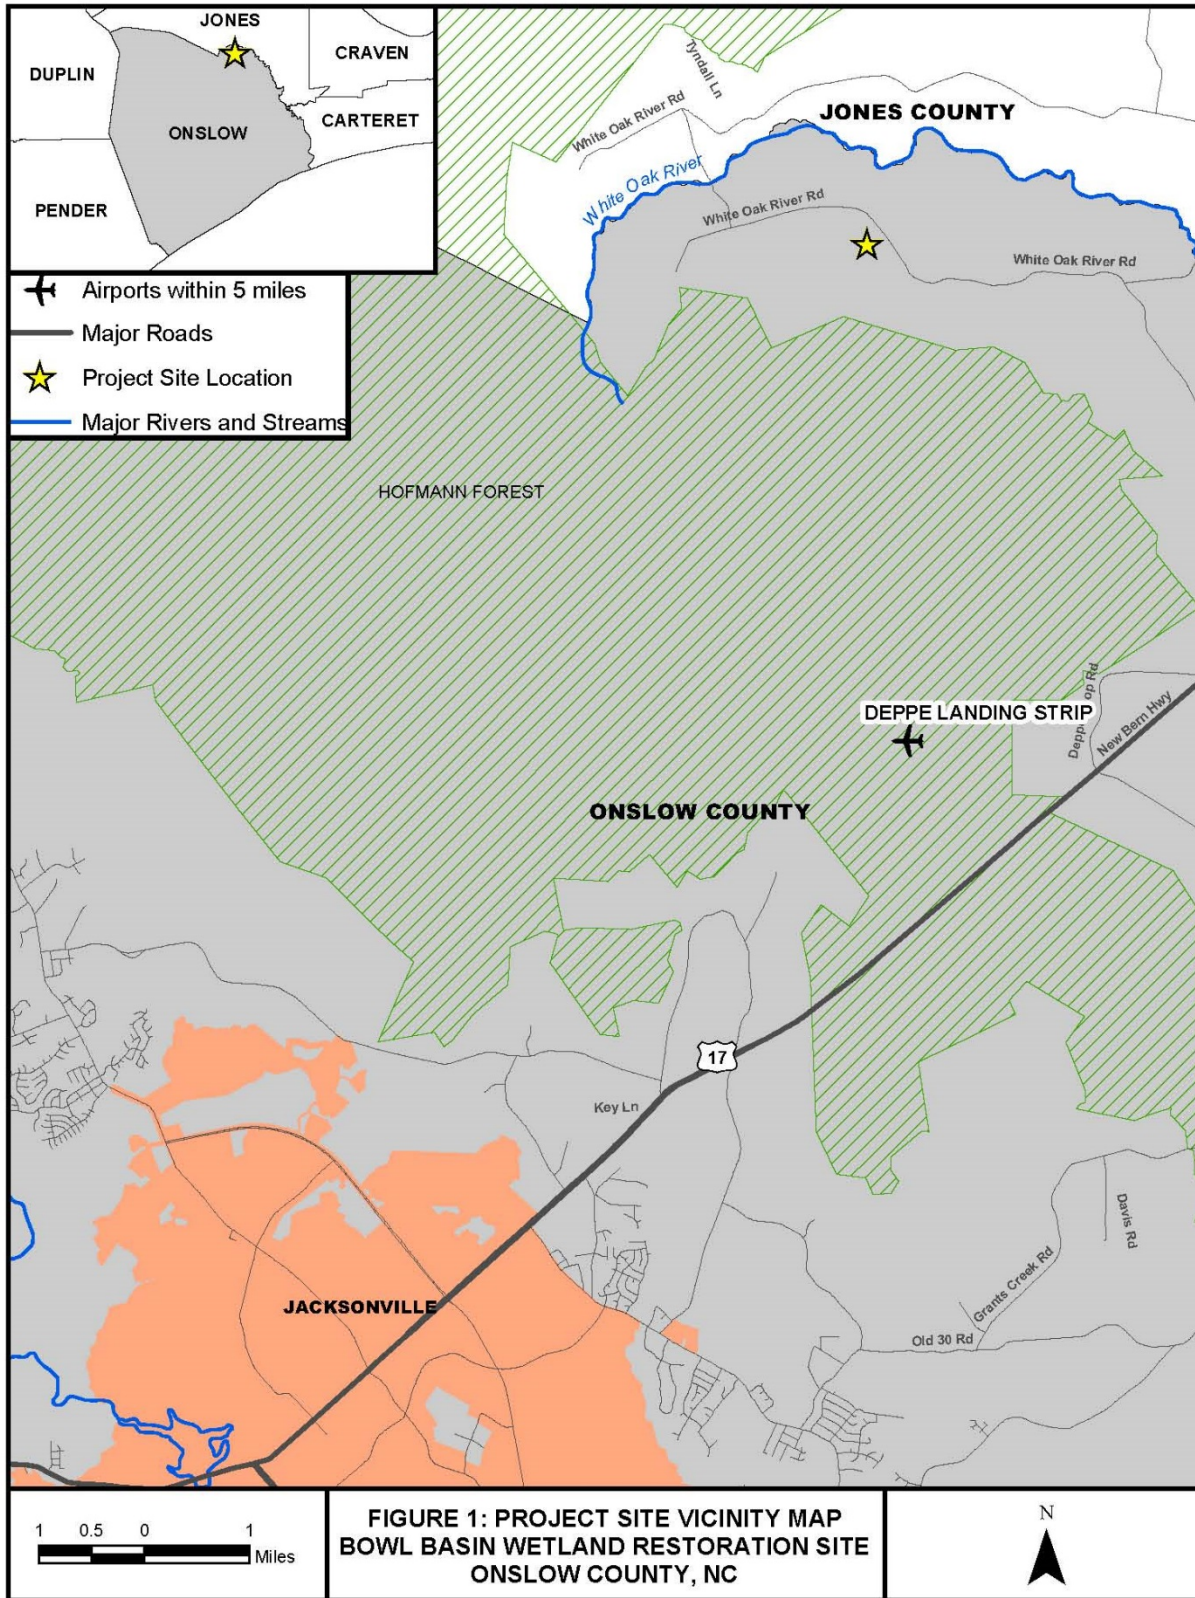 JONES
CRAVEN
DUPLIN
CARTERET
ONSLOW
PENDER
Airports within 5 miles
Major Roads
Project Site Location
Major Rivers and Streams
Tyndall Ln
White Oak River Rd
JONES COUNTY
White Oak River
White Oak River Rd
White Oak River Rd
HOFMANN FOREST
DEPPE LANDING STRIP
New Bern Hwy
ONSLOW COUNTY
17
Key Ln
Davis Rd
Grants Creek Rd
Old 30 Rd
JACKSONVILLE
1 0.5 0 1
Miles
FIGURE 1: PROJECT SITE VICINITY MAP
BOWL BASIN WETLAND RESTORATION SITE
ONSLOW COUNTY, NC
N